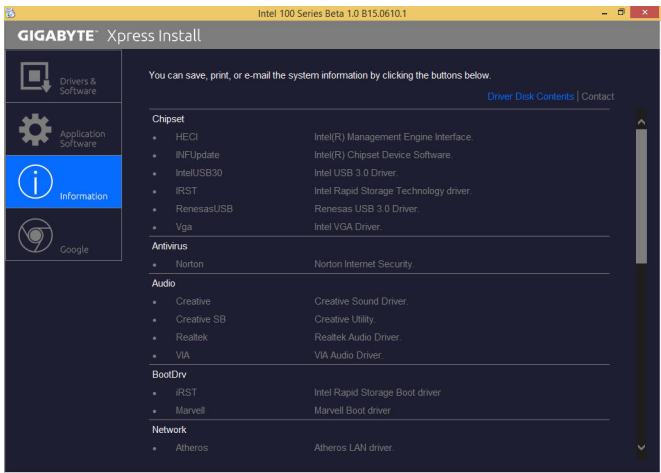 Intel 100 Series Beta 1.0 B15.0610.1
GIGABYTE™ Xpress Install
Drivers &
Software
Application
Software
Information
Google
You can save, print, or e-mail the system information by clicking the buttons below.
Driver Disk Contents | Contact
Chipset
• HECI Intel(R) Management Engine Interface.
• INFUpdate Intel(R) Chipset Device Software.
• IntelUSB30 Intel USB 3.0 Driver.
• IRST Intel Rapid Storage Technology driver.
• RenesasUSB Renesas USB 3.0 Driver.
• Vga Intel VGA Driver.
Antivirus
• Norton Norton Internet Security.
Audio
• Creative Creative Sound Driver.
• Creative SB Creative Utility.
• Realtek Realtek Audio Driver.
• VIA VIA Audio Driver.
BootDrv
• iRST Intel Rapid Storage Boot driver
• Marvell Marvell Boot driver
Network
• Atheros Atheros LAN driver.